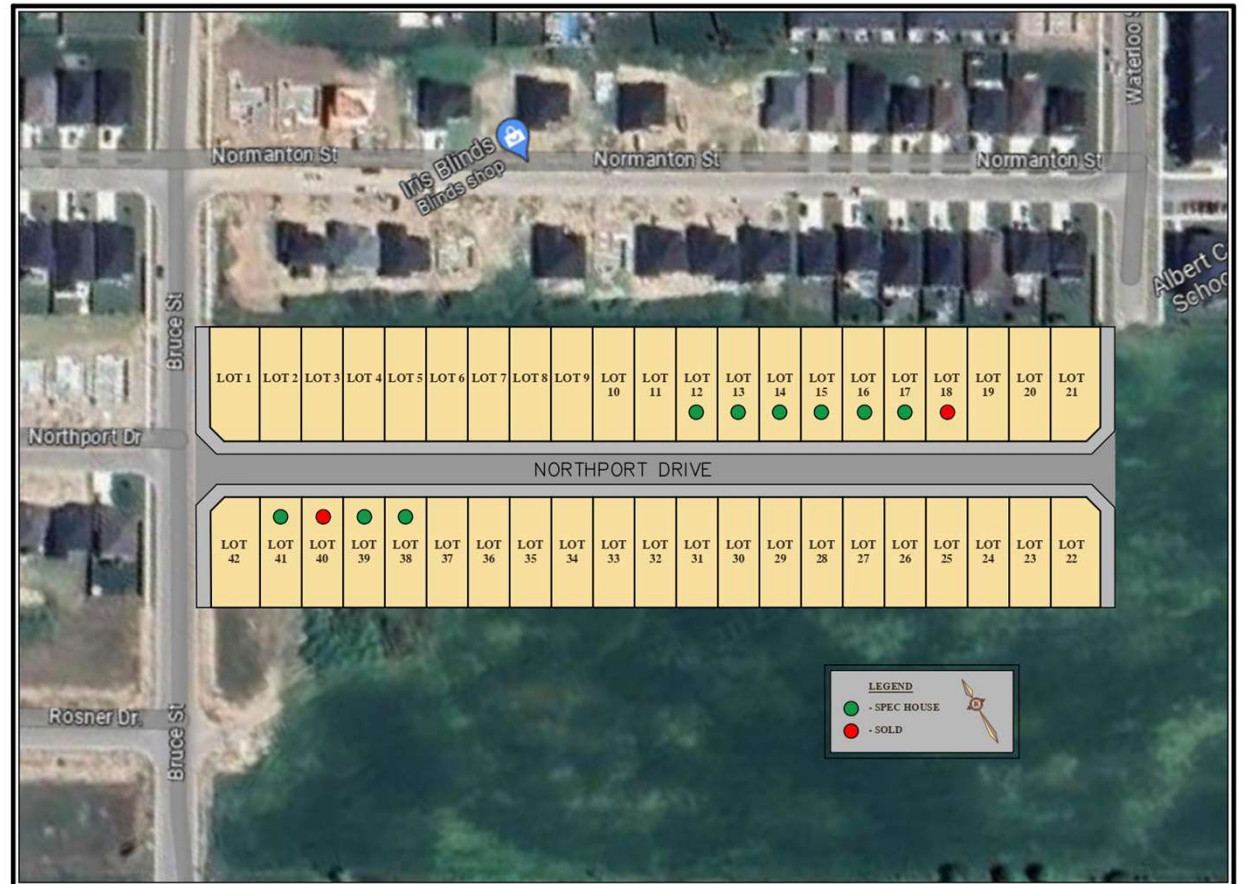 Waterloo S
Normanton St
Normanton St
Normanton St
Iris Blinds
Blinds shop
Albert C
Schoo
Bruce St
LOT 1
LOT 2
LOT 3
LOT 4
LOT 5
LOT 6
LOT 7
LOT 8
LOT 9
LOT
10
LOT
11
LOT
12
LOT
13
LOT
14
LOT
15
LOT
16
LOT
17
LOT
18
LOT
19
LOT
20
LOT
21
Northport Dr
NORTHPORT DRIVE
LOT
42
LOT
41
LOT
40
LOT
39
LOT
38
LOT
37
LOT
36
LOT
35
LOT
34
LOT
33
LOT
32
LOT
31
LOT
30
LOT
29
LOT
28
LOT
27
LOT
26
LOT
25
LOT
24
LOT
23
LOT
22
LEGEND
- SPEC HOUSE
- SOLD
Rosner Dr.
Bruce St